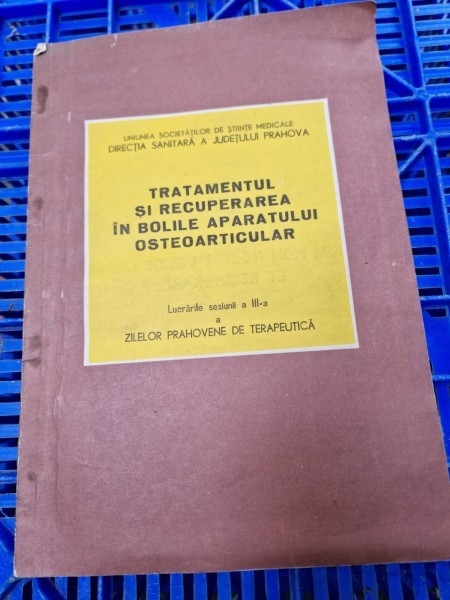 UNIUNEA SOCIETĂȚILOR DE ȘTIINȚE MEDICALE
DIRECȚIA SANITARĂ A JUDEȚULUI PRAHOVA
TRATAMENTUL
ȘI RECUPERAREA
ÎN BOLILE APARATULUI
OSTEOARTICULAR
Lucrările sesiunii a III-a
a
ZILELOR PRAHOVENE DE TERAPEUTICĂ